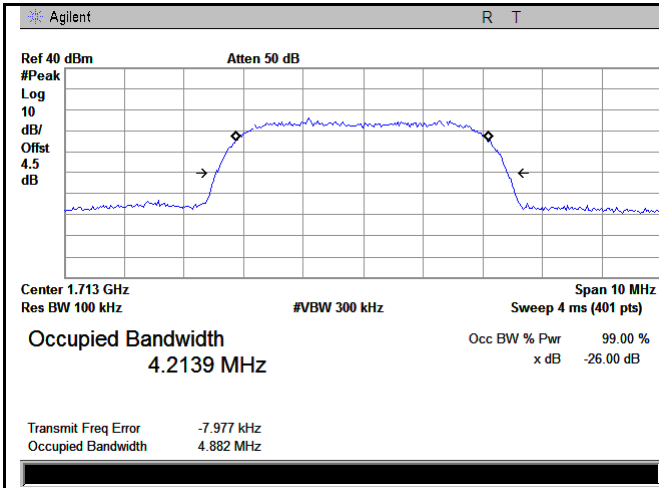 Agilent R T
Ref 40 dBm Atten 50 dB
#Peak
Log
10
dB/
Offset
4.5
dB
Center 1.713 GHz Span 10 MHz
Res BW 100 kHz #VBW 300 kHz Sweep 4 ms (401 pts)
Occupied Bandwidth Occ BW % Pwr 99.00 %
4.2139 MHz x dB -26.00 dB
Transmit Freq Error -7.977 kHz
Occupied Bandwidth 4.882 MHz